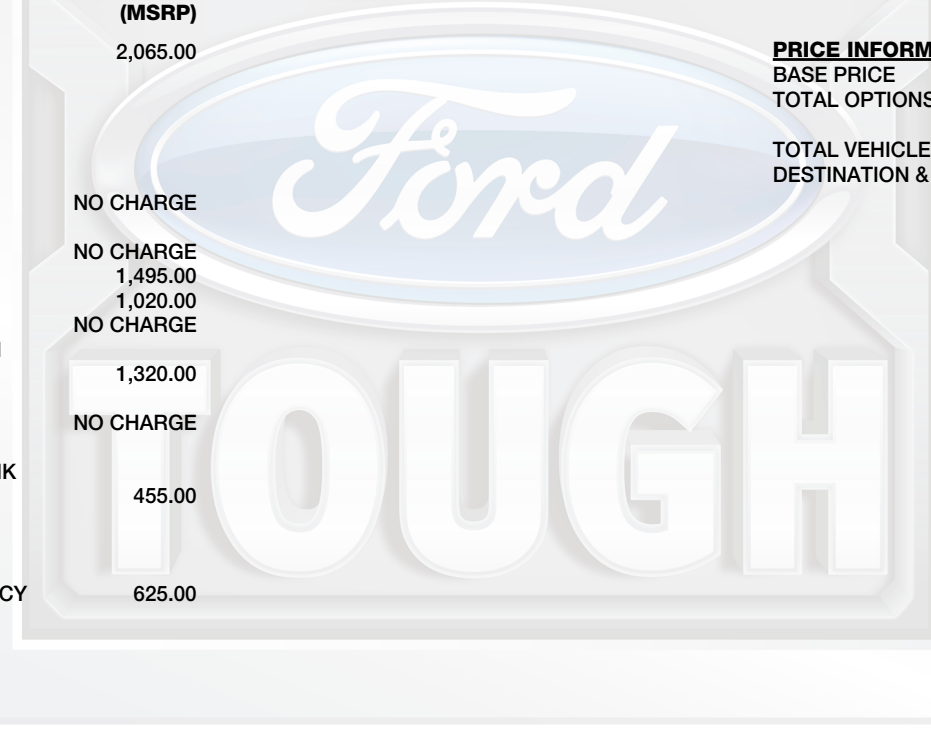 (MSRP)
2,065.00
NO CHARGE
NO CHARGE
1,495.00
1,020.00
NO CHARGE
1,320.00
NO CHARGE
455.00
CY 625.00
PRICE INFORM
BASE PRICE
TOTAL OPTIONS
TOTAL VEHICLE
DESTINATION &
Ford
TOUGH